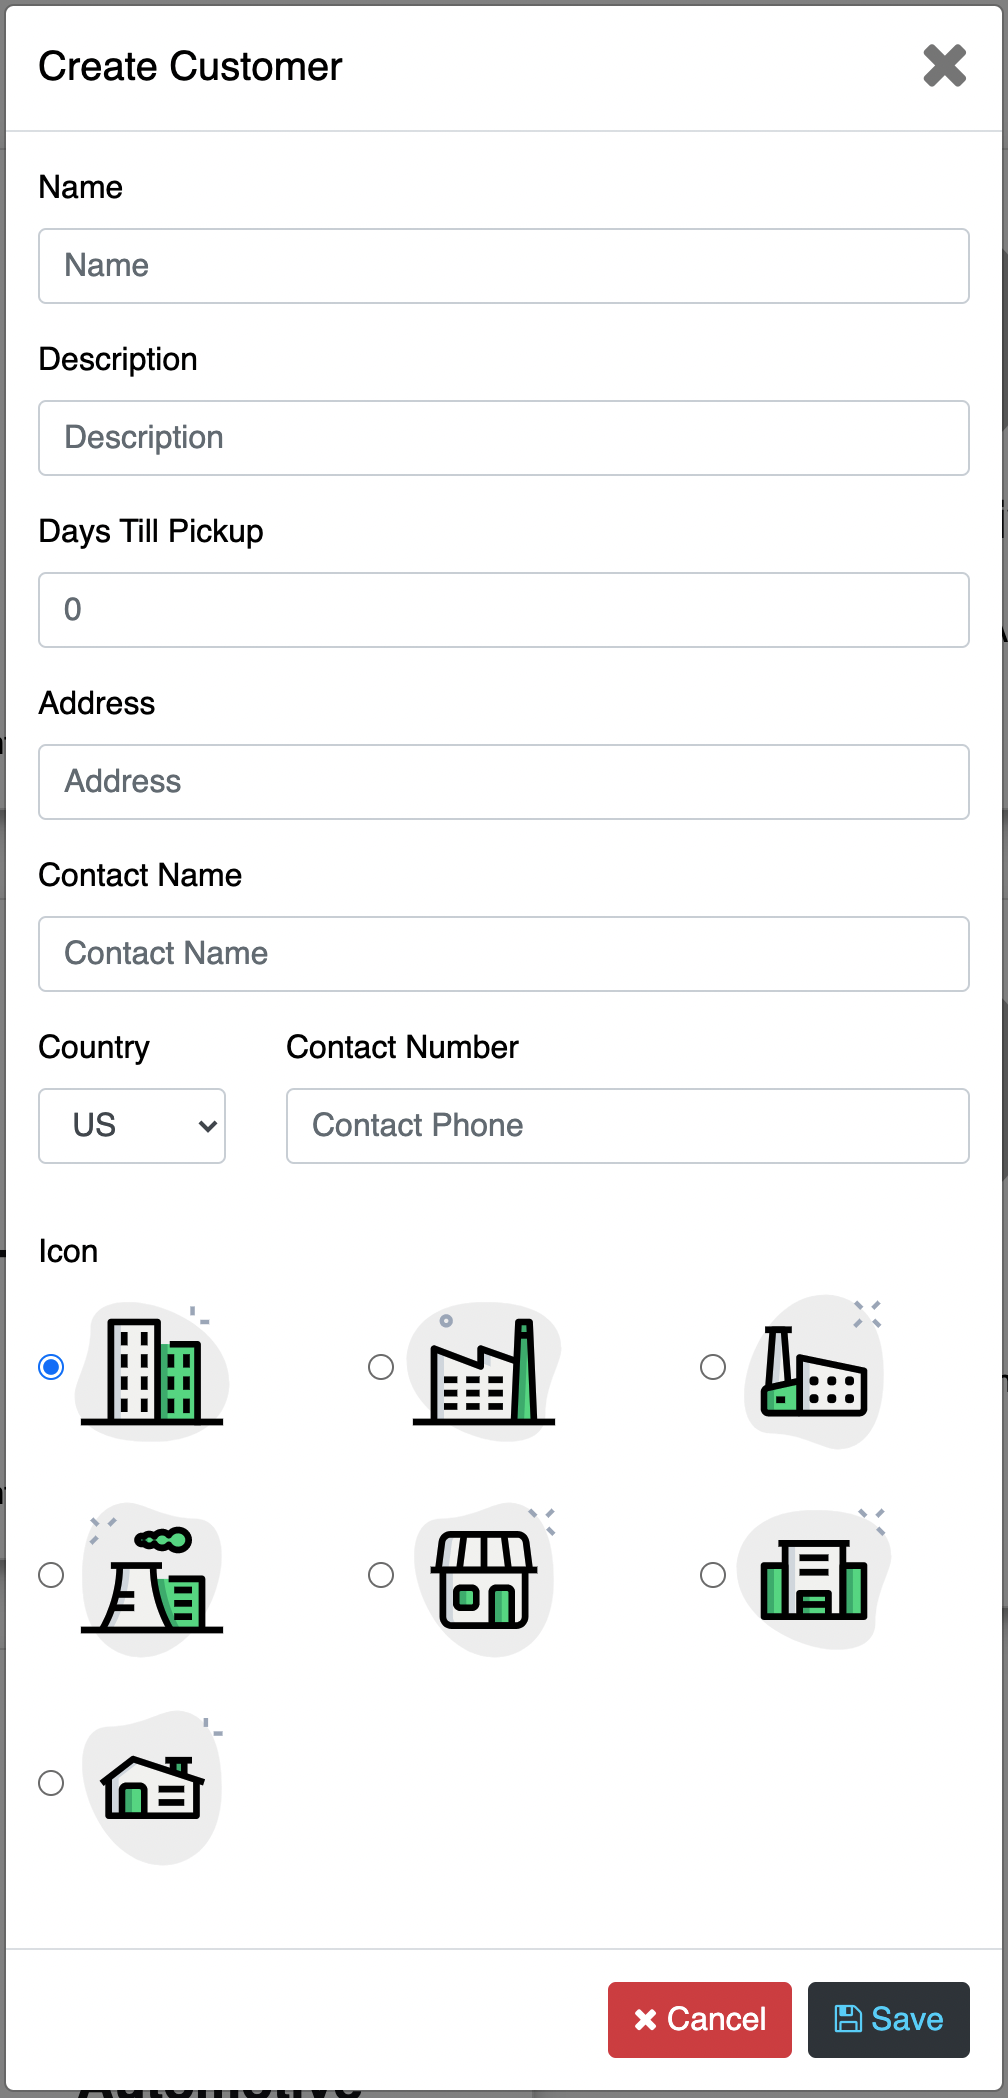 Create Customer
Name
Name
Description
Description
Days Till Pickup
0
Address
Address
Contact Name
Contact Name
Country Contact Number
US Contact Phone
Icon
Cancel Save